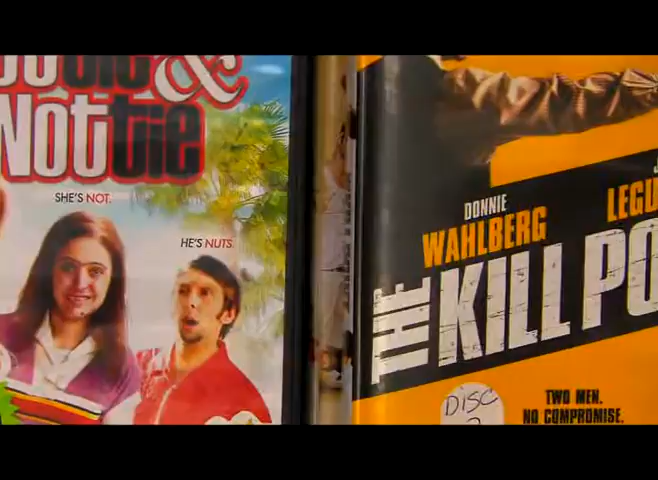 &
Nottie
SHE'S NOT.
HE'S NUTS.
DONNIE
WAHLBERG
LEGU
THE KILL PO
DISC
TWO MEN.
NO COMPROMISE.